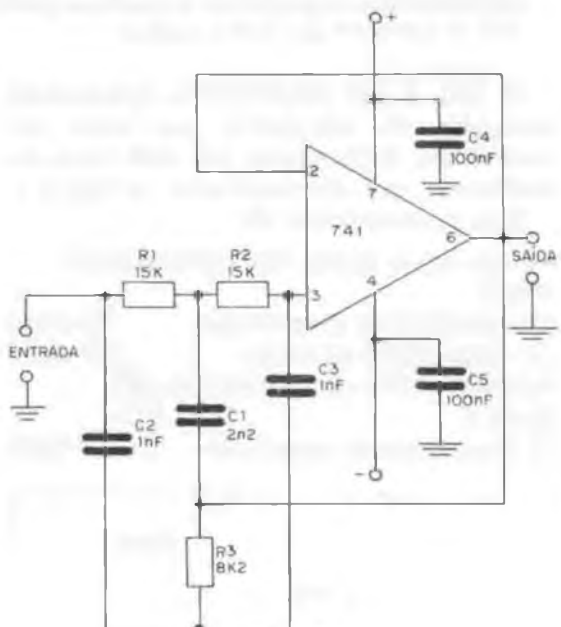 +
C4
100nF
2
7
741
6
R1
15K
R2
15K
3
4
SAÍDA
ENTRADA
C3
1nF
C5
100nF
C2
1nF
C1
2n2
-
R3
8K2